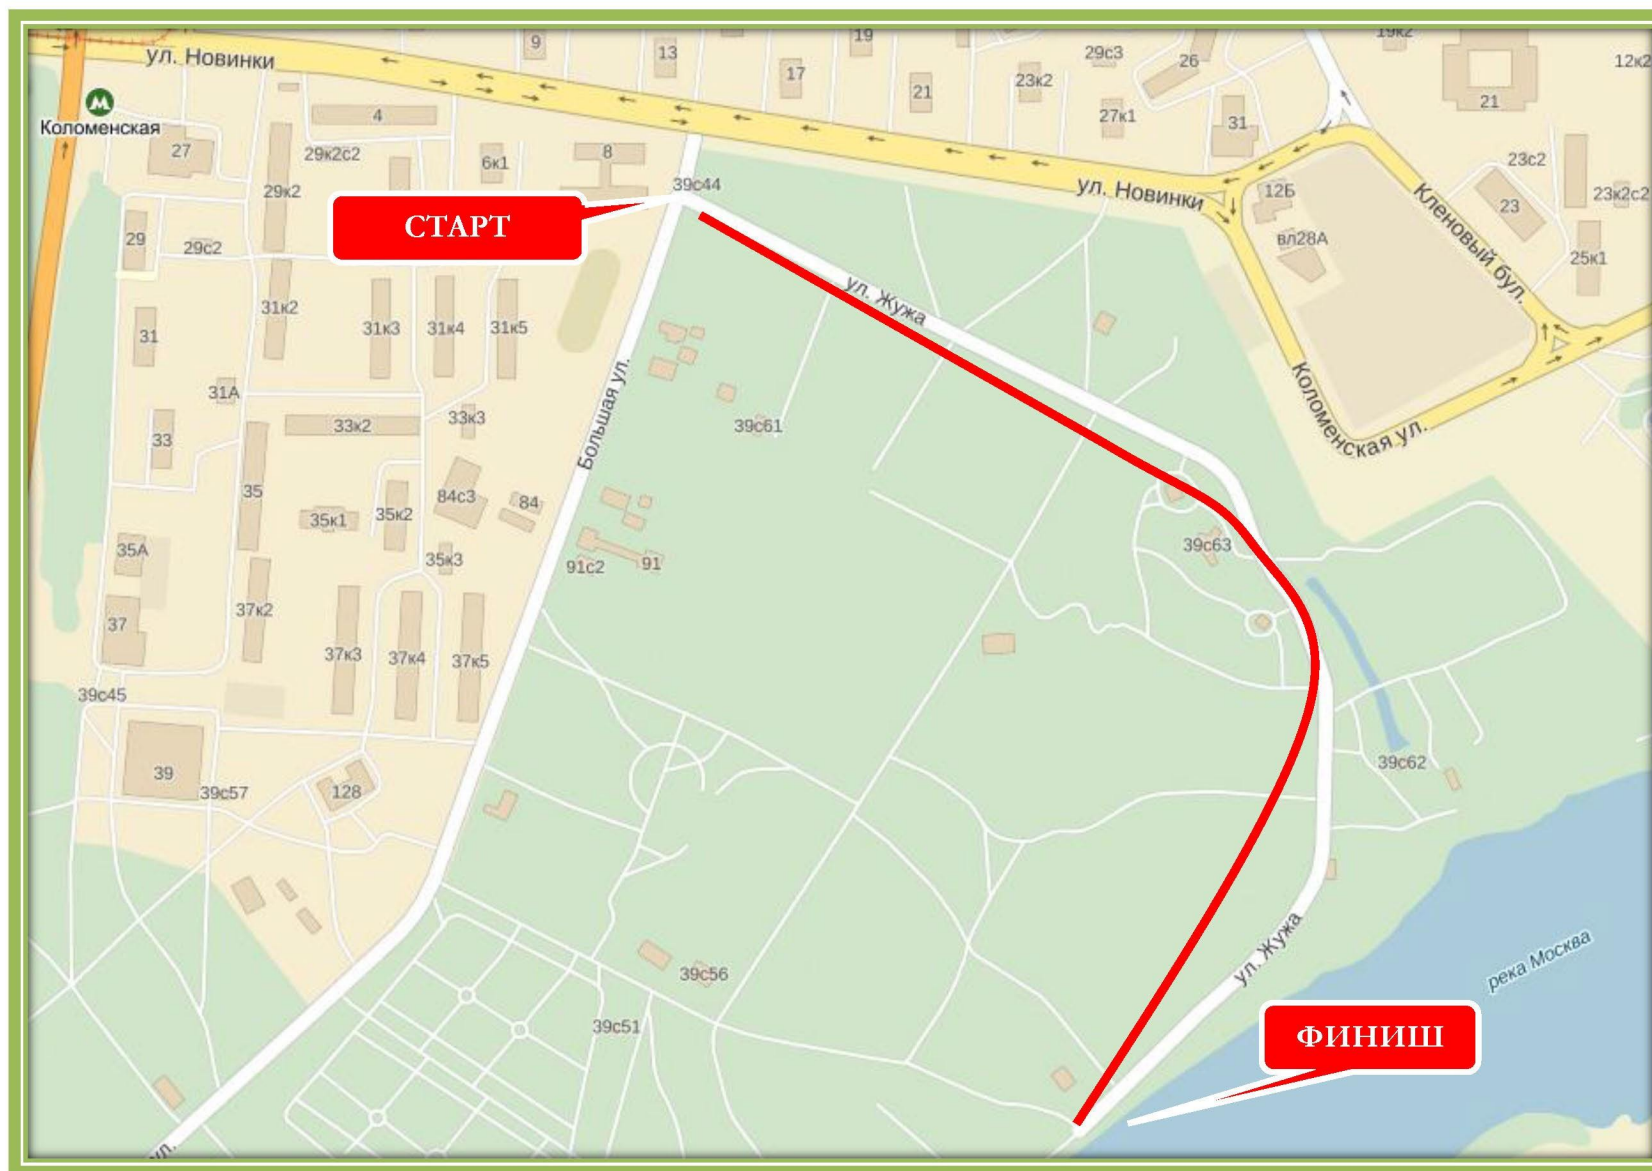 ул. Новинки
9
13
19
17
21
29с3
23к2
27к1
26
31
19к2
21
12к2
Коломенская
27
4
29к2с2
6к1
8
39с44
29к2
СТАРТ
ул. Новинки
12Б
вл28А
Кленовый бул.
23с2
23
23к2с2
25к1
29
29с2
31
31к2
31к3
31к4
31к5
ул. Жужа
Большая ул.
Коломенская ул.
31А
33
33к2
33к3
39с61
35
35к1
35к2
84с3
84
35к3
35А
91с2
91
39с63
37
37к2
37к3
37к4
37к5
39с45
39
39с57
128
39с62
39с56
39с51
ул. Жужа
река Москва
ФИНИШ
ул.